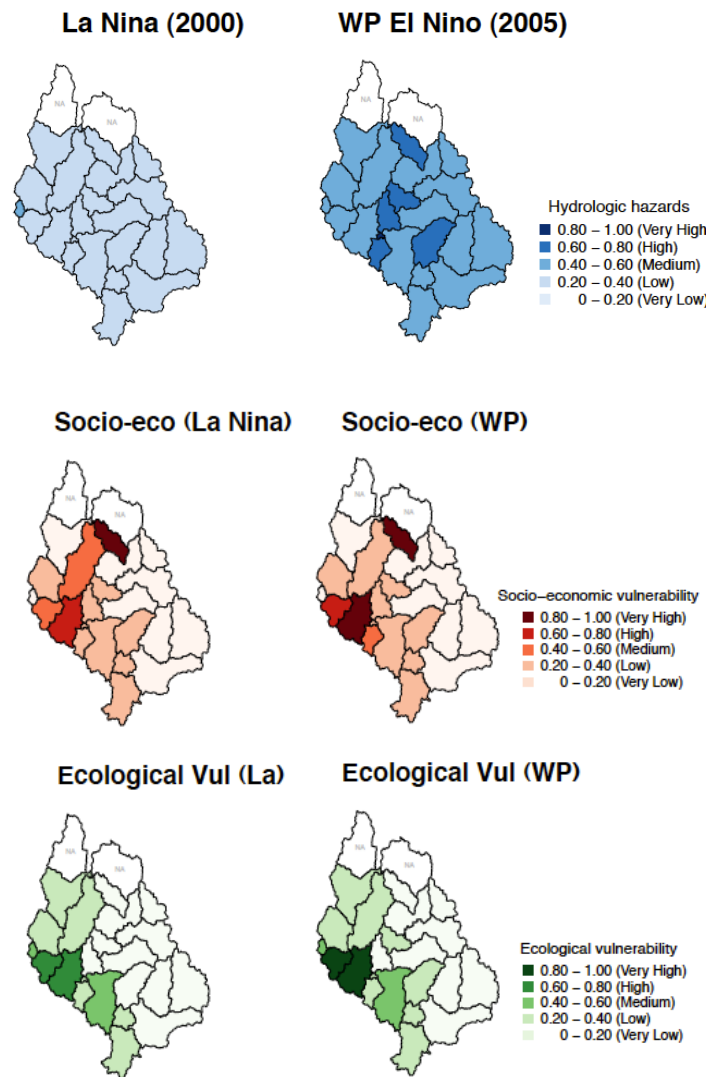 La Nina (2000)
WP El Nino (2005)
NA
NA
NA
NA
Hydrologic hazards
0.80 – 1.00 (Very High
0.60 – 0.80 (High)
0.40 – 0.60 (Medium)
0.20 – 0.40 (Low)
0 – 0.20 (Very Low)
Socio-eco (La Nina)
Socio-eco (WP)
NA
NA
NA
NA
Socio–economic vulnerability
0.80 – 1.00 (Very High)
0.60 – 0.80 (High)
0.40 – 0.60 (Medium)
0.20 – 0.40 (Low)
0 – 0.20 (Very Low)
Ecological Vul (La)
Ecological Vul (WP)
NA
NA
NA
NA
Ecological vulnerability
0.80 – 1.00 (Very High)
0.60 – 0.80 (High)
0.40 – 0.60 (Medium)
0.20 – 0.40 (Low)
0 – 0.20 (Very Low)